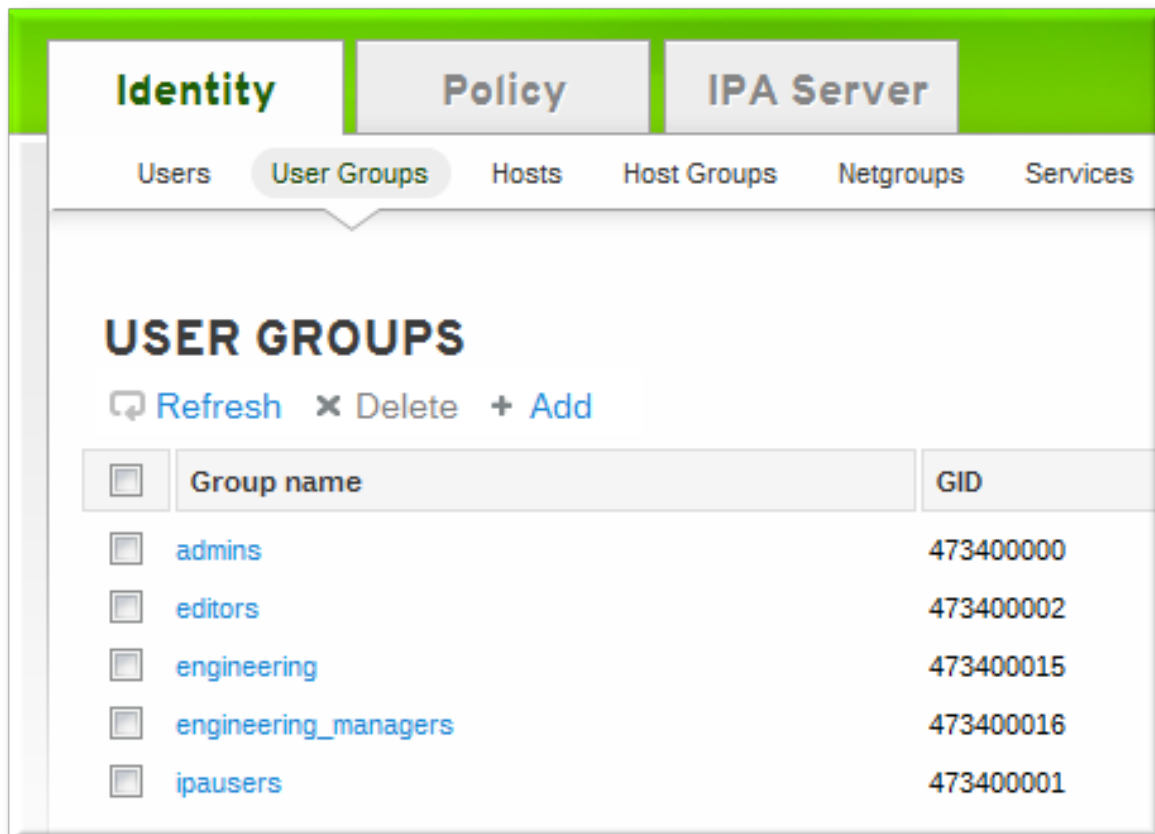 Identity Policy IPA Server
Users User Groups Hosts Host Groups Netgroups Services
USER GROUPS
Refresh Delete Add
Group name GID
admins 473400000
editors 473400002
engineering 473400015
engineering_managers 473400016
ipausers 473400001